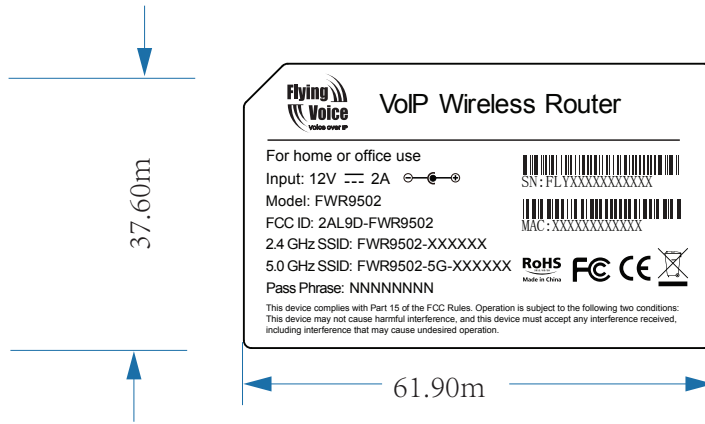 Flying
Voice
Voice over IP
VoIP Wireless Router
For home or office use
Input: 12V 2A
Model: FWR9502
FCC ID: 2AL9D-FWR9502
2.4 GHz SSID: FWR9502-XXXXXX
5.0 GHz SSID: FWR9502-5G-XXXXXX
Pass Phrase: NNNNNNNN
SN:FLYXXXXXXXXXXX
MAC:XXXXXXXXXXXX
RoHS
Made in China
FC CE
This device complies with Part 15 of the FCC Rules. Operation is subject to the following two conditions:
This device may not cause harmful interference, and this device must accept any interference received,
including interference that may cause undesired operation.
37.60m
61.90m